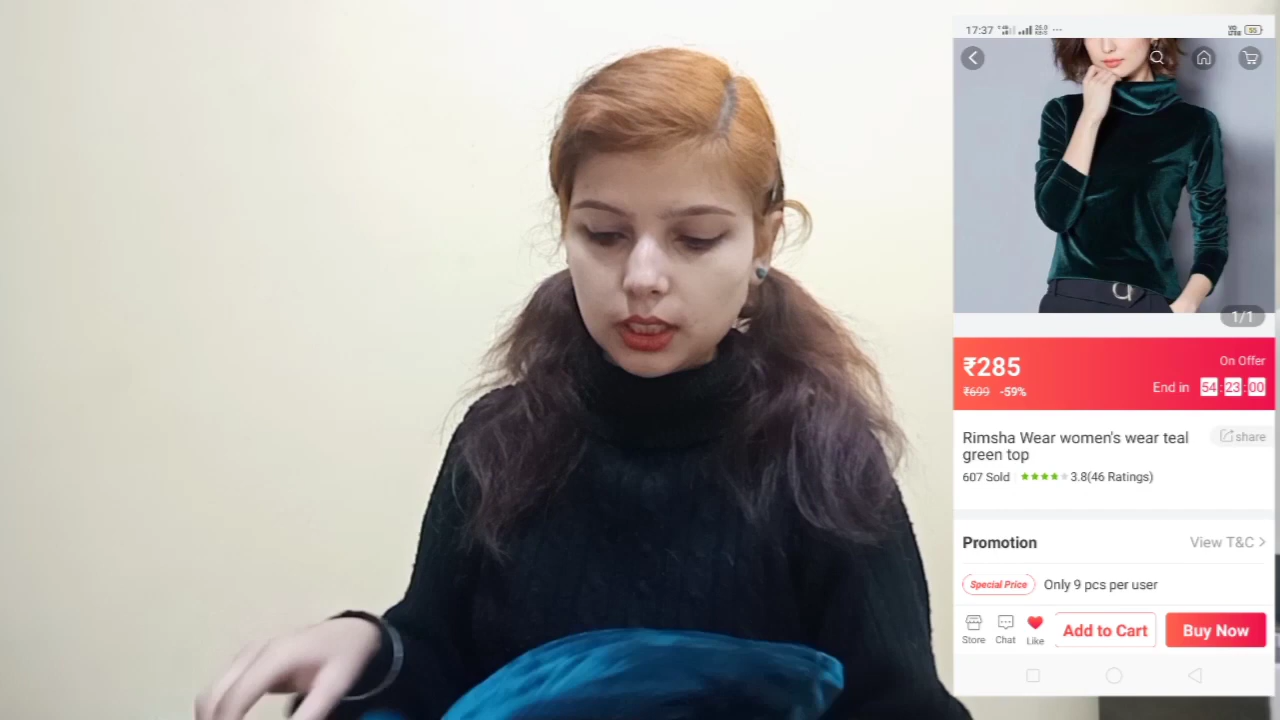 17:37
1/1
₹285
On Offer
₹699 -59%
End in 54:23:00
Rimsha Wear women's wear teal
green top
share
607 Sold 3.8(46 Ratings)
Promotion
View T&C >
Special Price Only 9 pcs per user
Store
Chat
Like
Add to Cart
Buy Now